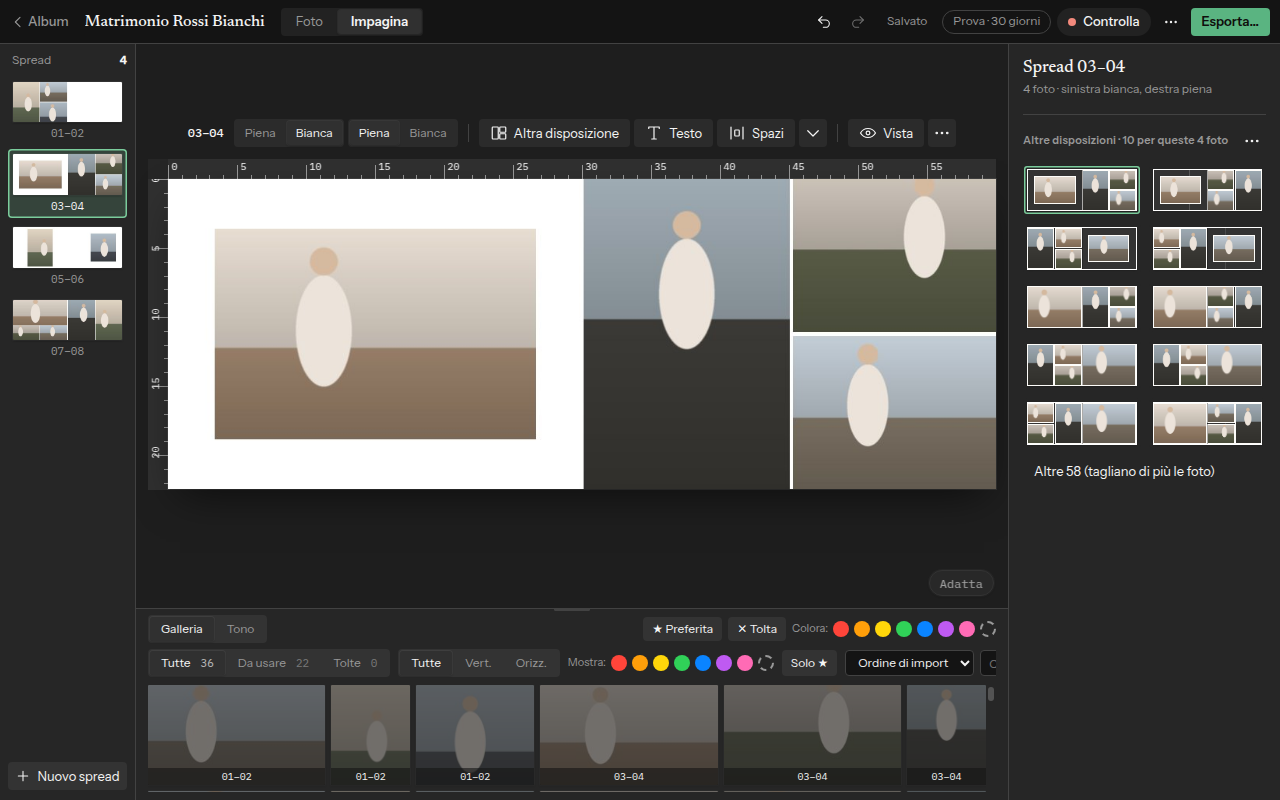 Album
Matrimonio Rossi Bianchi
Foto
Impagina
Salvato
Prova · 30 giorni
Controla
Esporta…
Spread
4
01–02
03–04
05–06
07–08
Nuovo spread
03–04
Piena
Bianca
Piena
Bianca
Altra disposizione
Testo
Spazi
Vista
0
5
10
15
20
25
30
35
40
45
50
55
0
5
10
15
20
Adatta
Spread 03–04
4 foto · sinistra bianca, destra piena
Altre disposizioni · 10 per queste 4 foto
Altre 58 (tagliano di più le foto)
Galleria
Tono
★ Preferita
✕ Tolta
Colora:
Tutte 36
Da usare 22
Tolte 0
Tutte
Vert.
Orizz.
Mostra:
Solo ★
Ordine di import
01–02
01–02
01–02
03–04
03–04
03–04